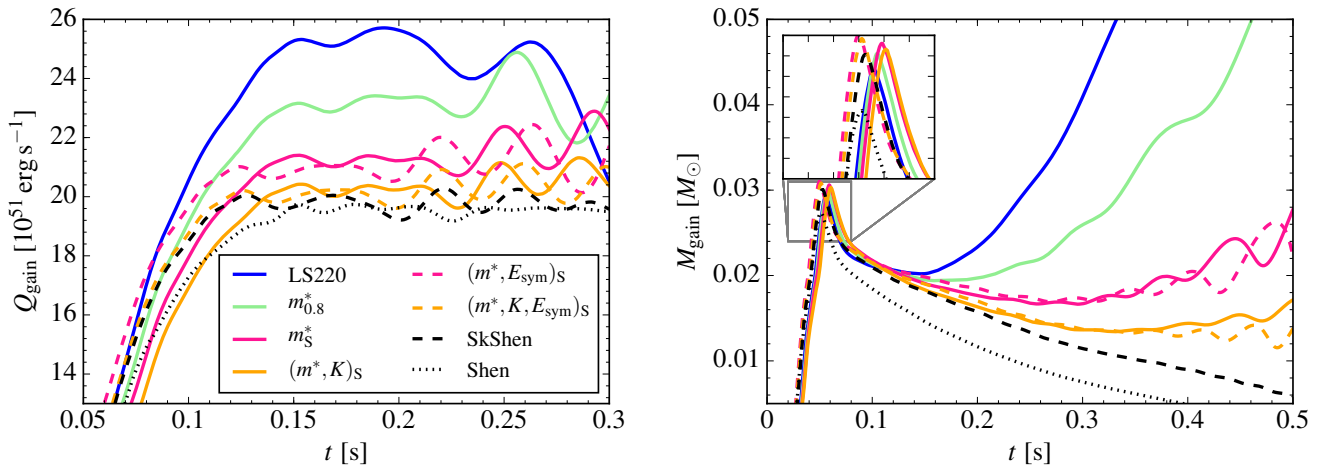 26
24
22
20
18
16
14
Q_gain [10^51 erg s^−1]
0.05
0.1
0.15
0.2
0.25
0.3
t [s]
LS220
m*_0.8
m*_S
(m*, K)_S
(m*, E_sym)_S
(m*, K, E_sym)_S
SkShen
Shen
0.05
0.04
0.03
0.02
0.01
M_gain [M_⊙]
0
0.1
0.2
0.3
0.4
0.5
t [s]